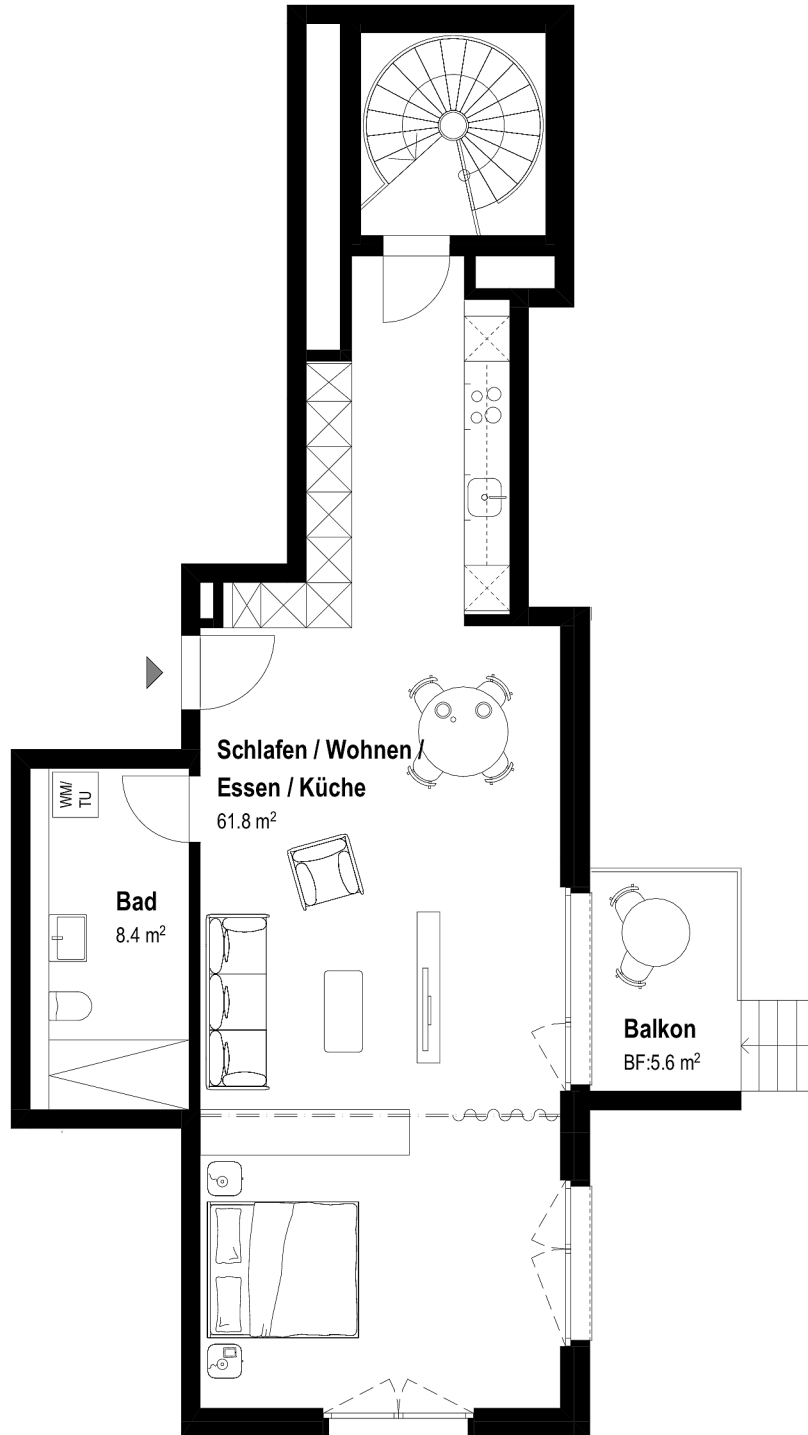 Schlafen / Wohnen /
Essen / Küche
61.8 m²
WM/
TU
Bad
8.4 m²
Balkon
BF:5.6 m²